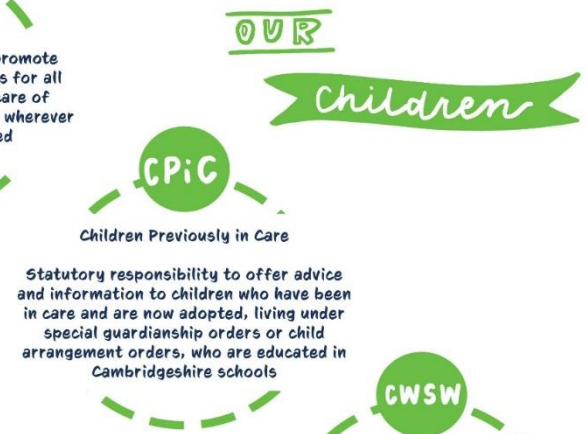 OUR
Children
promote
s for all
care of
wherever
ed
CPiC
Children Previously in Care
Statutory responsibility to offer advice
and information to children who have been
in care and are now adopted, living under
special guardianship orders or child
arrangement orders, who are educated in
Cambridgeshire schools
CWSW